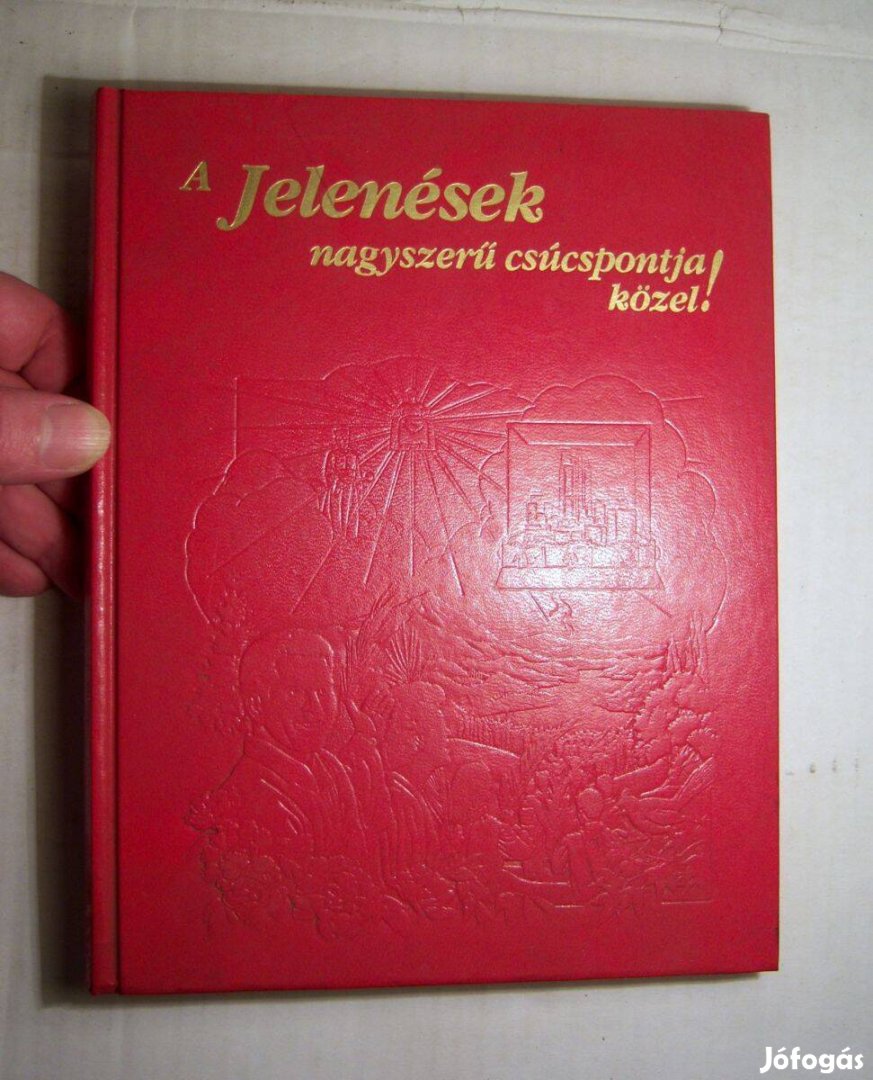 A Jelenések
nagyszerű csúcspontja
közel!
Jófogás